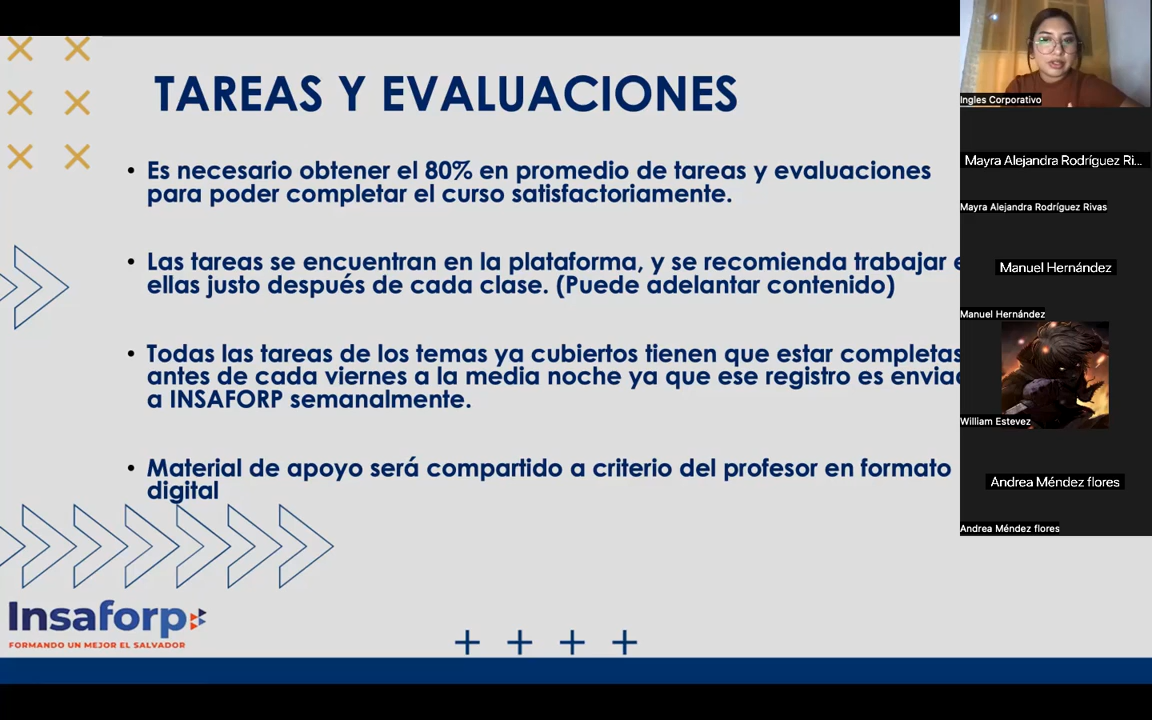 TAREAS Y EVALUACIONES
• Es necesario obtener el 80% en promedio de tareas y evaluaciones
para poder completar el curso satisfactoriamente.
• Las tareas se encuentran en la plataforma, y se recomienda trabajar
ellas justo después de cada clase. (Puede adelantar contenido)
• Todas las tareas de los temas ya cubiertos tienen que estar completas
antes de cada viernes a la media noche ya que ese registro es
a INSAFORP semanalmente.
• Material de apoyo será compartido a criterio del profesor en formato
digital
Insaforp
FORMANDO UN MEJOR EL SALVADOR
Ingles Corporativo
Mayra Alejandra Rodríguez Ri...
Mayra Alejandra Rodríguez Rivas
Manuel Hernández
Manuel Hernández
William Estevez
Andrea Méndez flores
Andrea Méndez flores